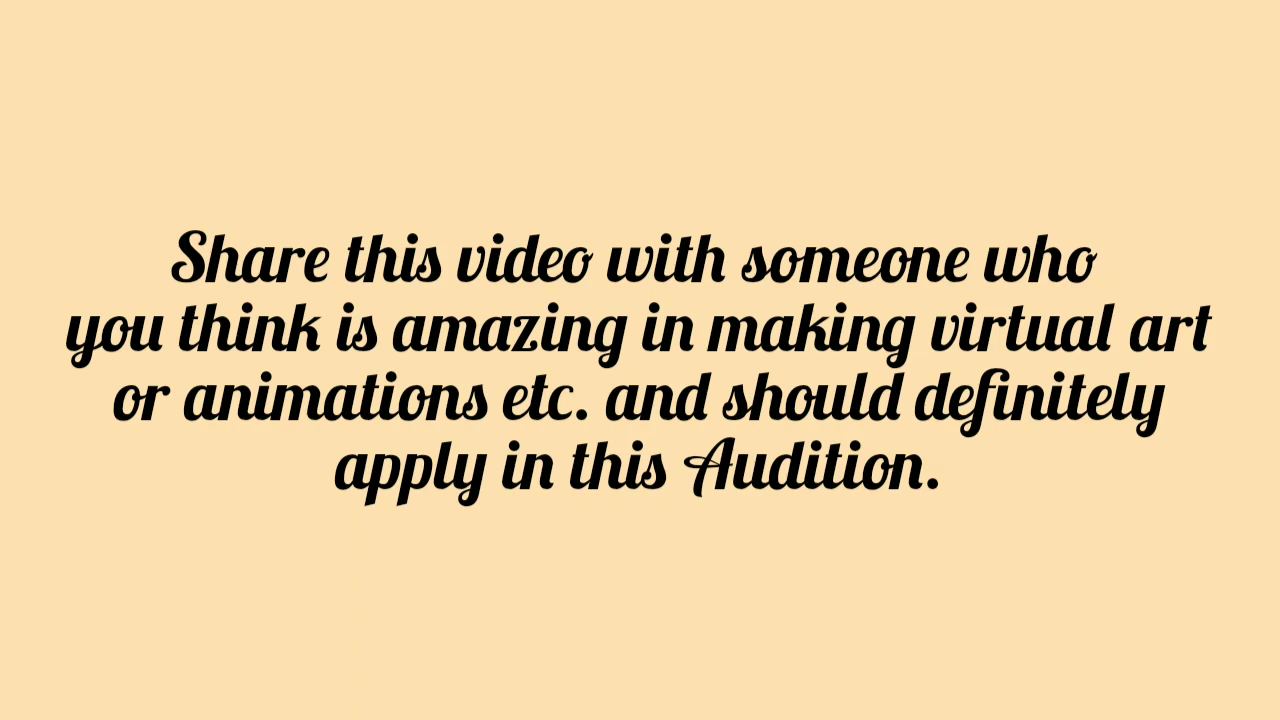 Share this video with someone who
you think is amazing in making virtual art
or animations etc. and should definitely
apply in this Audition.